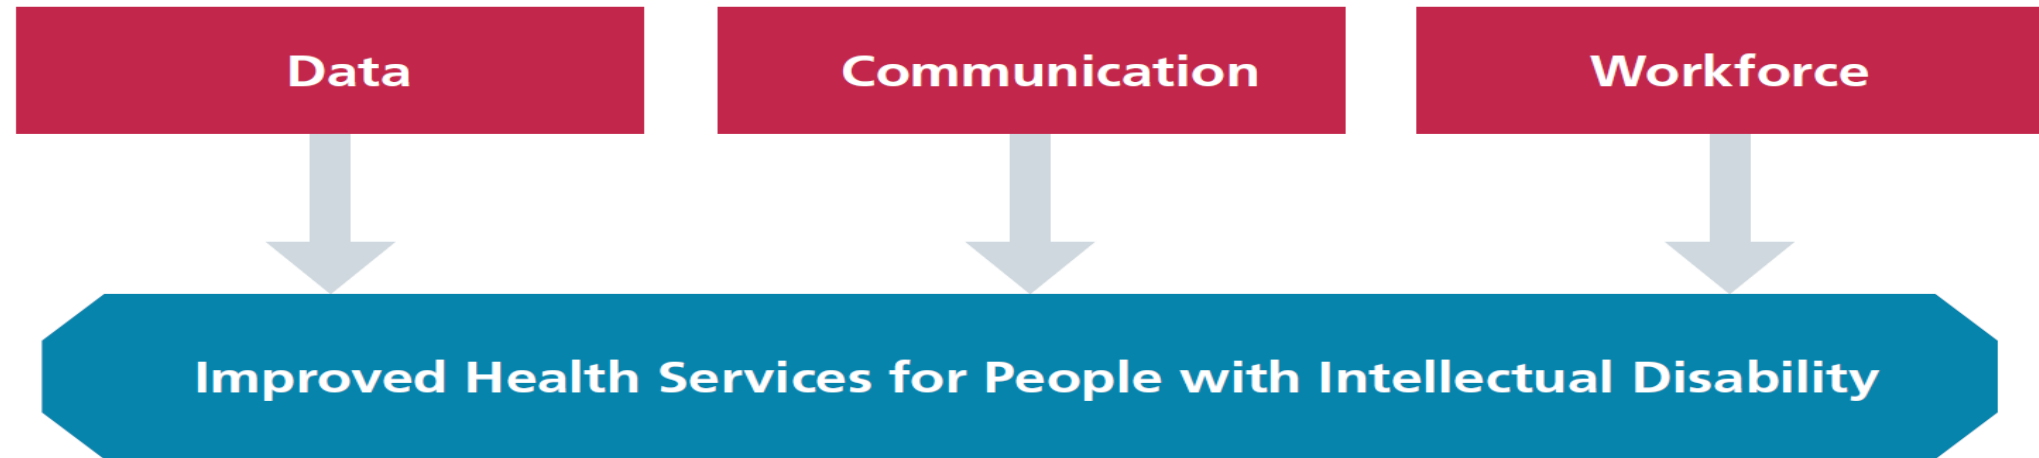 Data
Communication
Workforce
Improved Health Services for People with Intellectual Disability